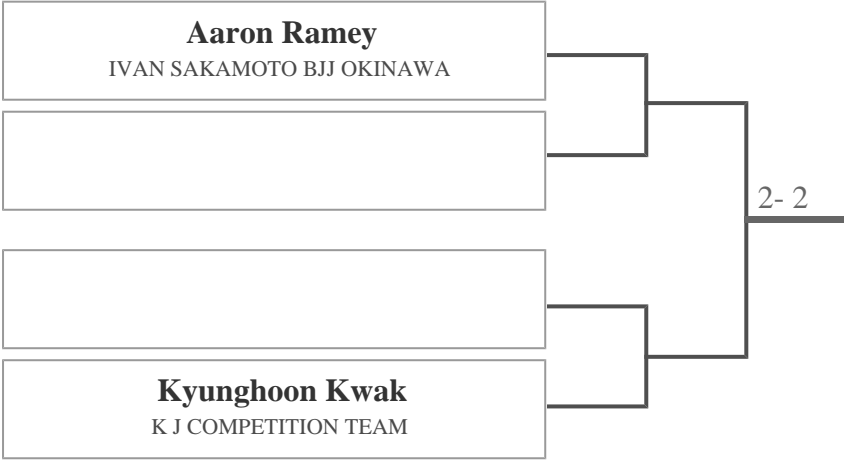 Aaron Ramey
IVAN SAKAMOTO BJJ OKINAWA
2- 2
Kyunghoon Kwak
K J COMPETITION TEAM